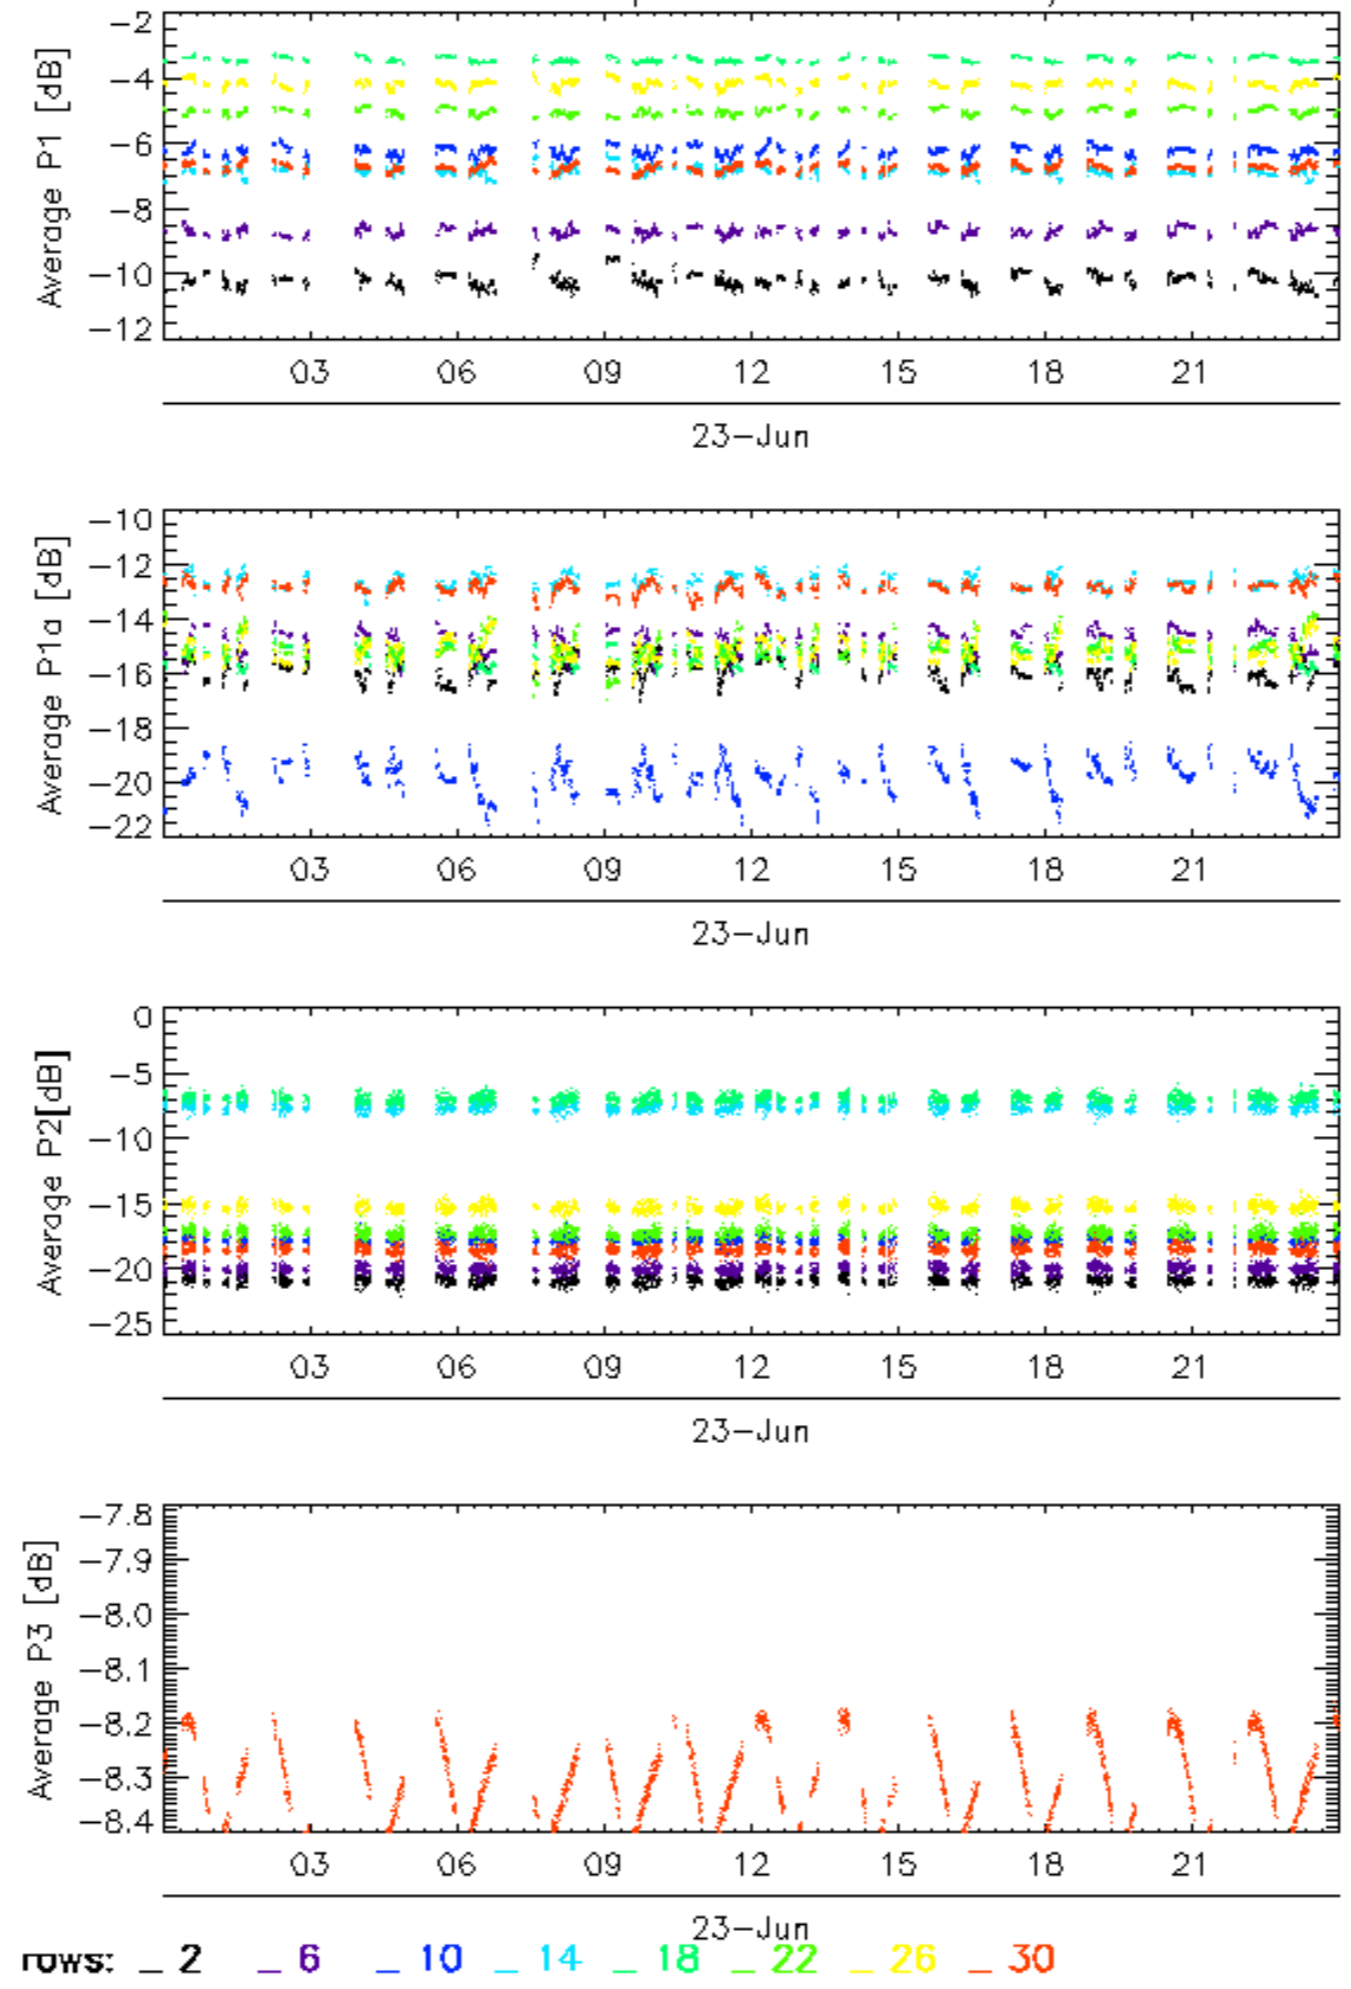 −2
−4
−6
−8
−10
−12
Average P1 [dB]
03 06 09 12 15 18 21
23−Jun
−10
−12
−14
−16
−18
−20
−22
Average P1a [dB]
03 06 09 12 15 18 21
23−Jun
0
−5
−10
−15
−20
−25
Average P2[dB]
03 06 09 12 15 18 21
23−Jun
−7.8
−7.9
−8.0
−8.1
−8.2
−8.3
−8.4
Average P3 [dB]
03 06 09 12 15 18 21
23−Jun
rows: _ 2 _ 6 _ 10 _ 14 _ 18 _ 22 _ 26 _ 30